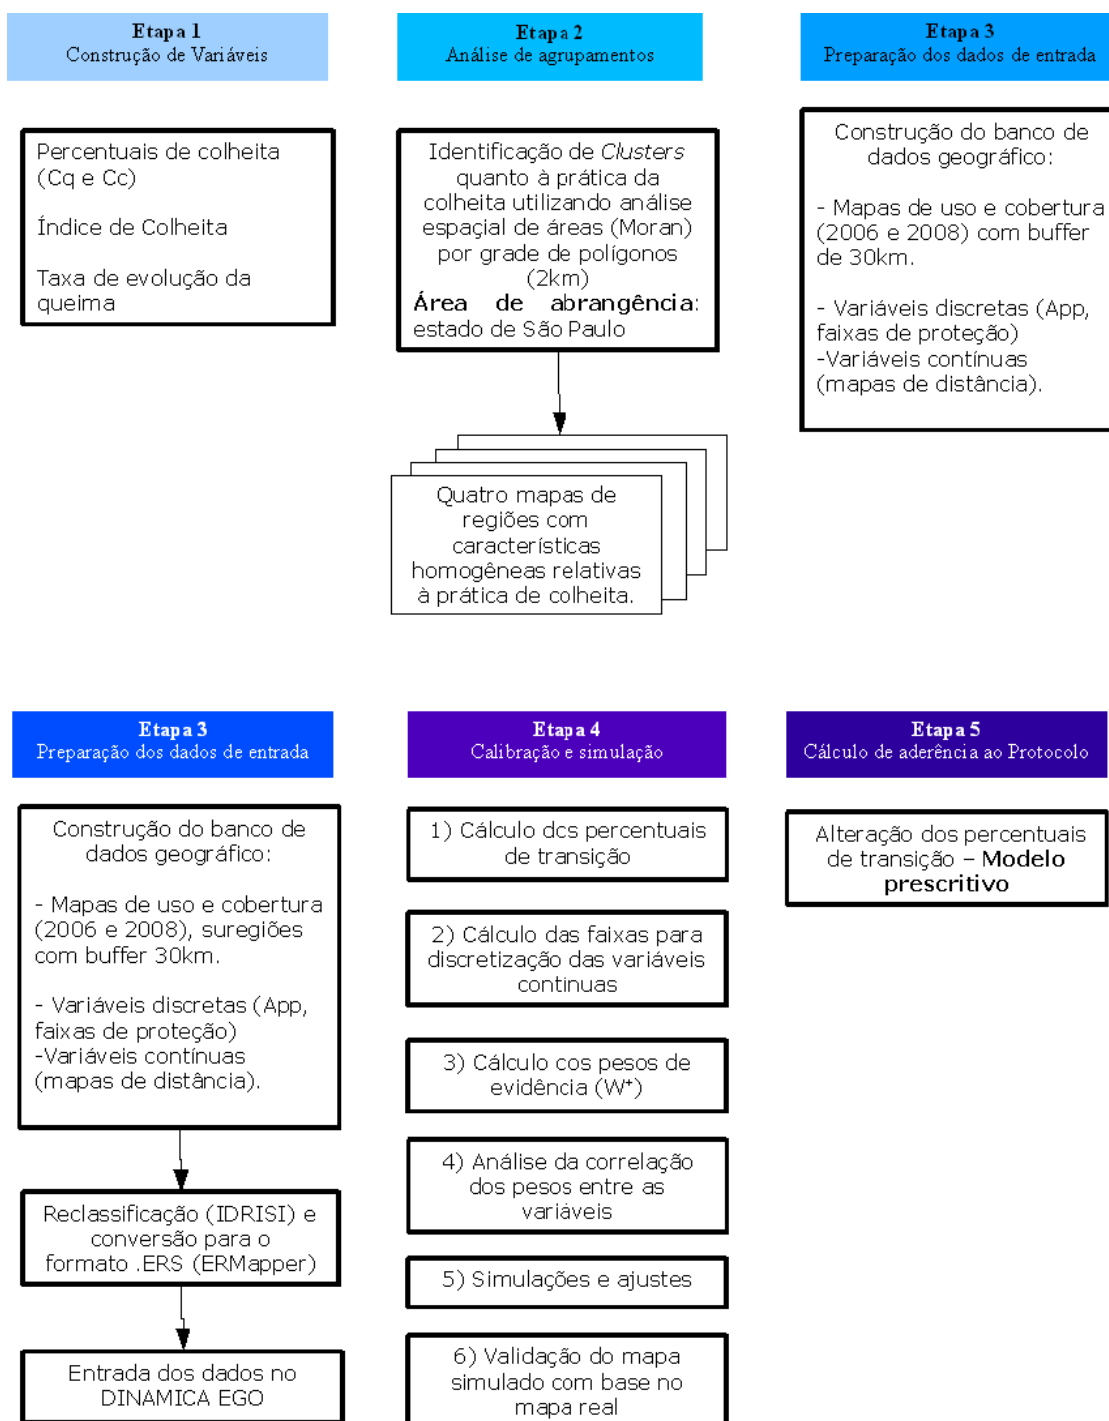 Etapa 1
Construção de Variáveis
Percentuais de colheita
(Cq e Cc)
Índice de Colheita
Taxa de evolução da
queima
Etapa 2
Análise de agrupamentos
Identificação de Clusters
quanto à prática da
colheita utilizando análise
espaçial de áreas (Moran)
por grade de polígonos
(2km)
Área de abrangência:
estado de São Paulo
Quatro mapas de
regiões com
características
homogêneas relativas
à prática de colheita.
Etapa 3
Preparação dos dados de entrada
Construção do banco de
dados geográfico:
- Mapas de uso e cobertura
(2006 e 2008) com buffer
de 30km.
- Variáveis discretas (App,
faixas de proteção)
-Variáveis contínuas
(mapas de distância).
Etapa 3
Preparação dos dados de entrada
Construção do banco de
dados geográfico:
- Mapas de uso e cobertura
(2006 e 2008), suregiões
com buffer 30km.
- Variáveis discretas (App,
faixas de proteção)
-Variáveis contínuas
(mapas de distância).
Reclassificação (IDRISI) e
conversão para o
formato .ERS (ERMapper)
Entrada dos dados no
DINAMICA EGO
Etapa 4
Calibração e simulação
1) Cálculo dcs percentuais
de transição
2) Cálculo das faixas para
discretização das variáveis
continuas
3) Cálculo cos pesos de
evidência (W⁺)
4) Análise da correlação
dos pesos entre as
variáveis
5) Simulações e ajustes
6) Validação do mapa
simulado com base no
mapa real
Etapa 5
Cálculo de aderência ao Protocolo
Alteração dos percentuais
de transição – Modelo
prescritivo